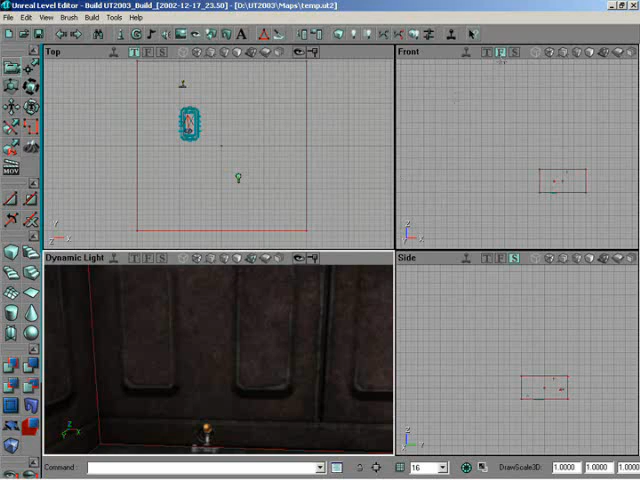 Unreal Level Editor - Build UT2003_Build_[2002-12-17_23.50] - [D:\UT2003\Maps\temp.ut2]
File Edit View Brush Build Tools Help
Top
T F S
Front
T F S
MOV
Y
Z X
Z
X
Dynamic Light
T F S
Side
T F S
Z
Y
Z
Y
Command :
16
DrawScale3D: 1.0000 1.0000 1.000